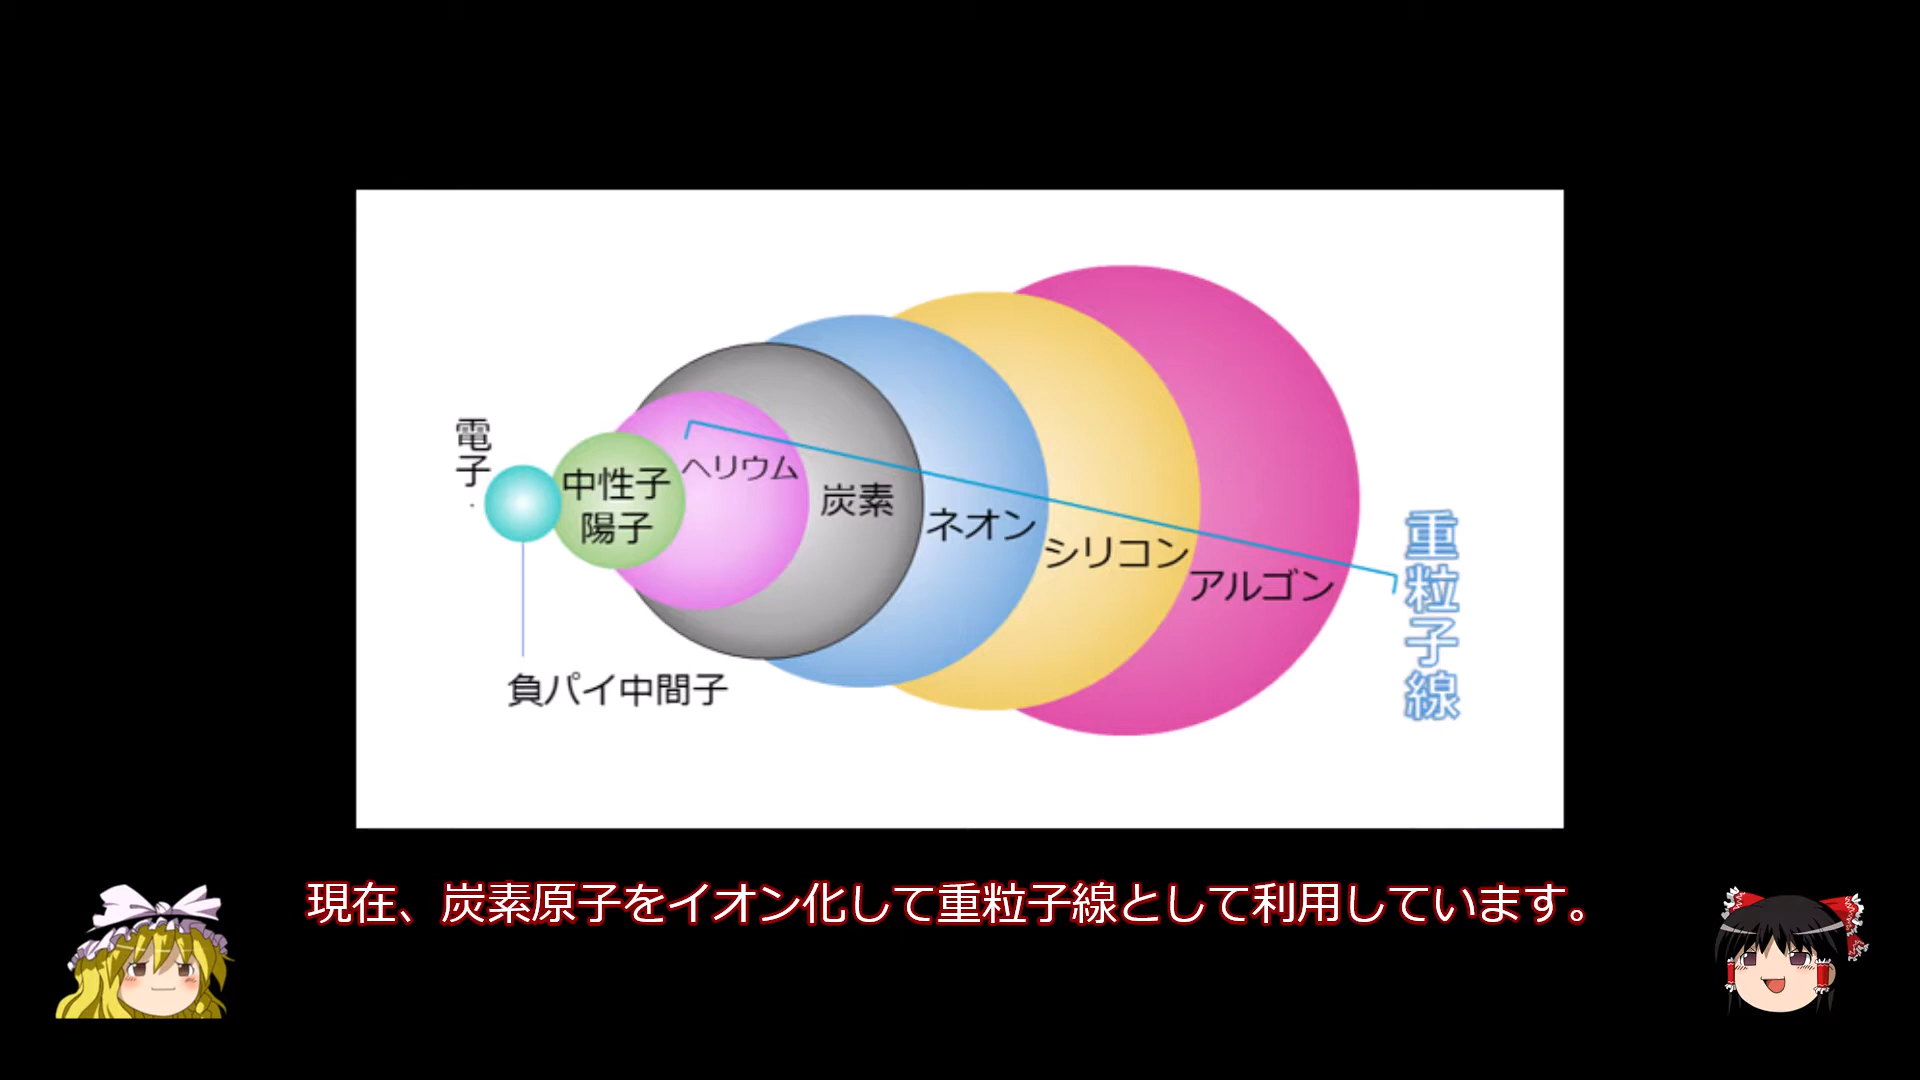 電子
中性子
陽子
ヘリウム
炭素
ネオン
シリコン
アルゴン
重粒子線
負パイ中間子
現在、炭素原子をイオン化して重粒子線として利用しています。